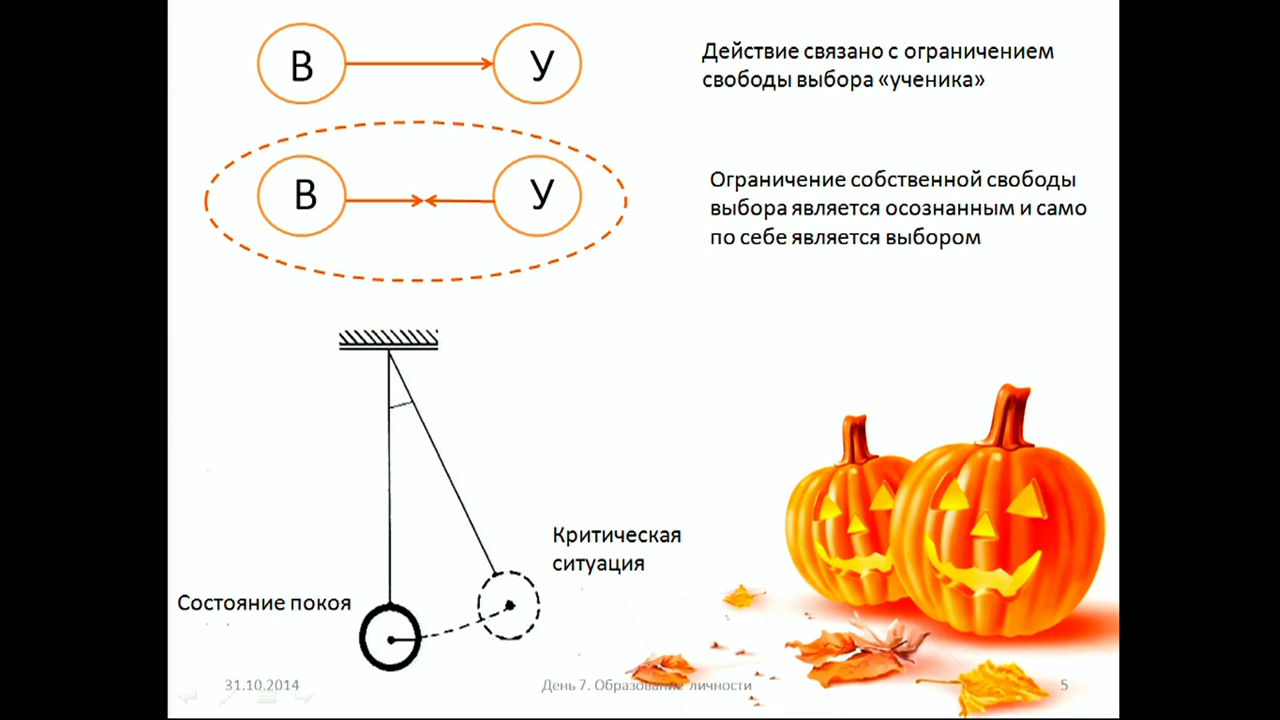 В
У
Действие связано с ограничением
свободы выбора «ученика»
В
У
Ограничение собственной свободы
выбора является осознанным и само
по себе является выбором
Критическая
ситуация
Состояние покоя
31.10.2014
День 7. Образование личности
5